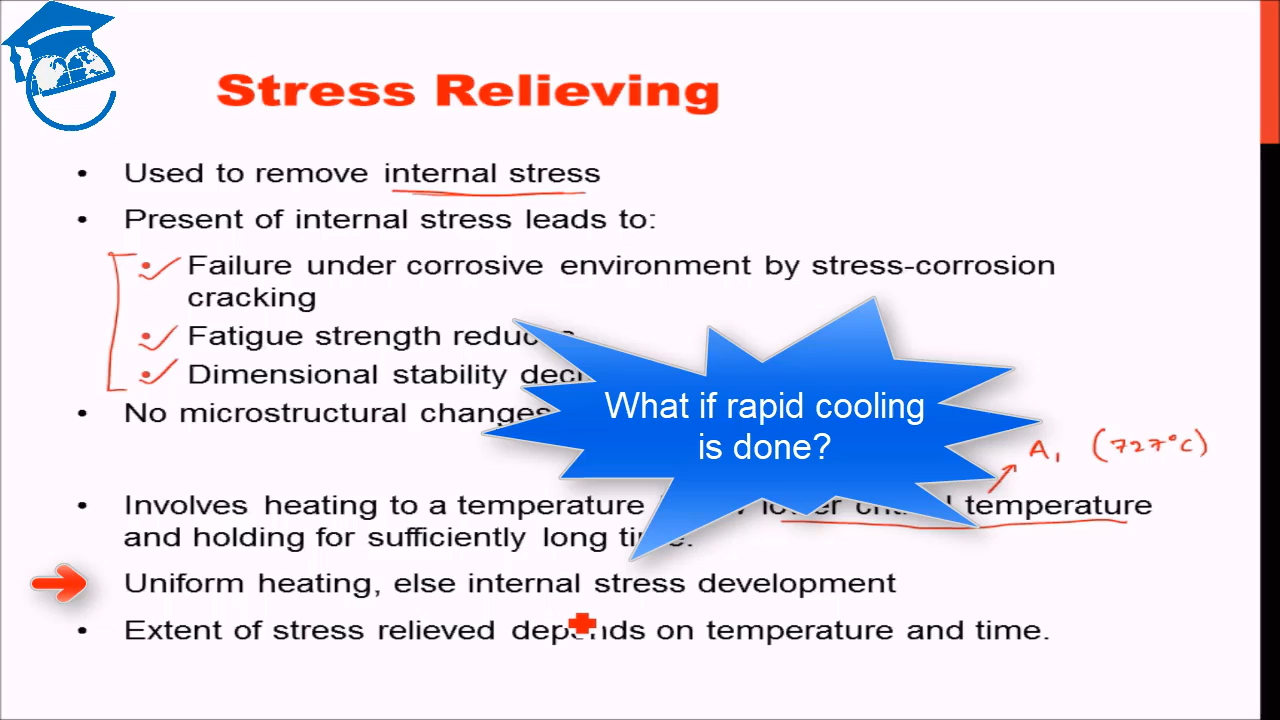 Stress Relieving
• Used to remove internal stress
• Present of internal stress leads to:
• Failure under corrosive environment by stress-corrosion
cracking
• Fatigue strength
• Dimensional stability
• No microstructural changes
What if rapid cooling
is done?
A₁ (727°C)
• Involves heating to a temperature temperature
and holding for sufficiently long
Uniform heating, else internal stress development
• Extent of stress relieved depends on temperature and time.